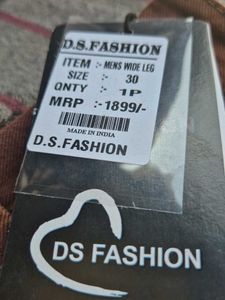 D.S.FASHION
ITEM :- MENS WIDE LEG
SIZE :- 30
QNTY :- 1P
MRP :- 1899/-
MADE IN INDIA
D.S.FASHION
DS FASHION